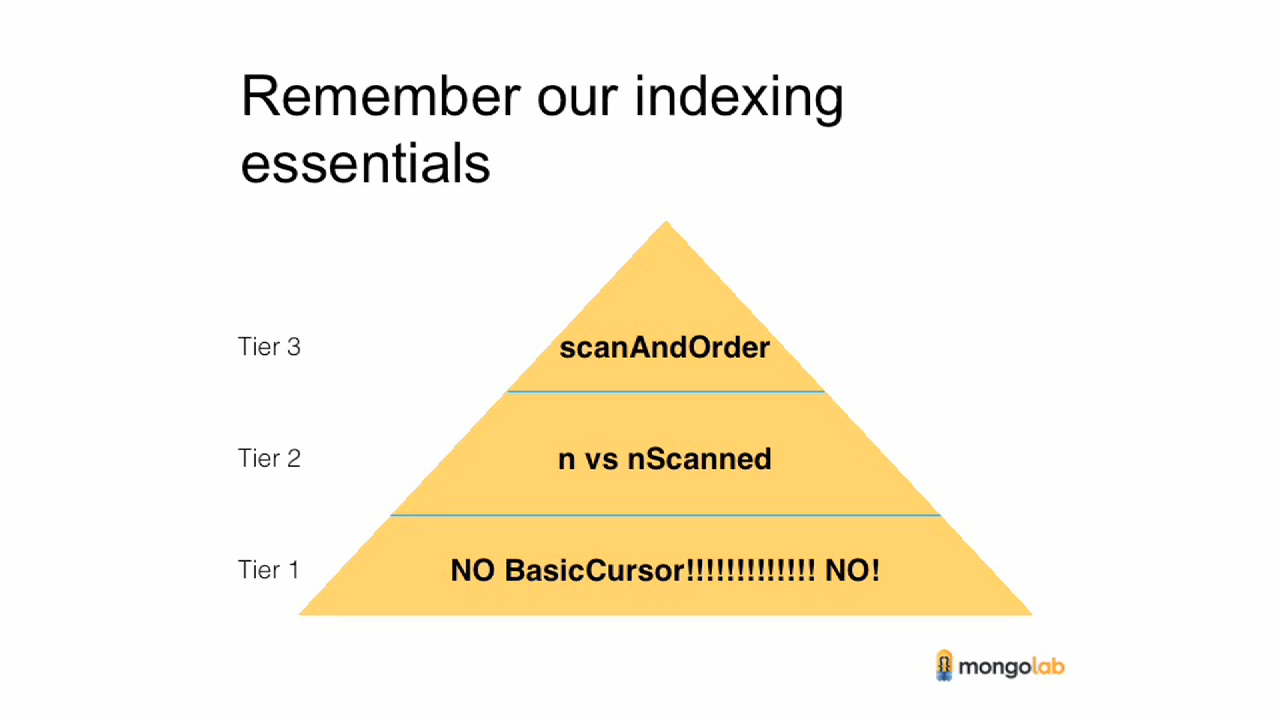 Remember our indexing
essentials
Tier 3
scanAndOrder
Tier 2
n vs nScanned
Tier 1
NO BasicCursor!!!!!!!!!!!!! NO!
mongolab